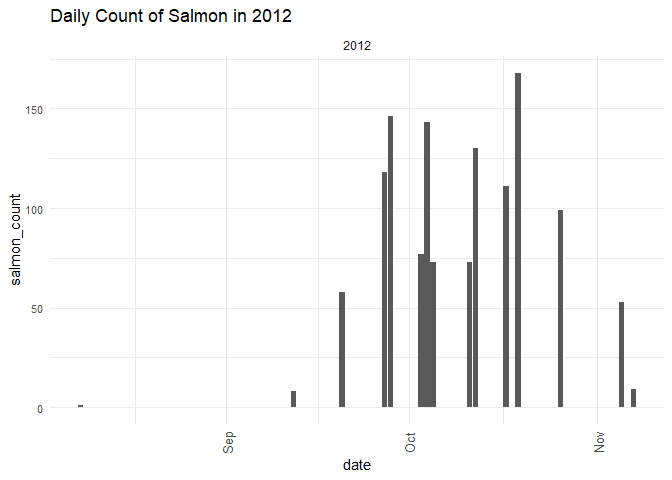 Daily Count of Salmon in 2012
2012
150
100
50
0
salmon_count
Sep
Oct
Nov
date